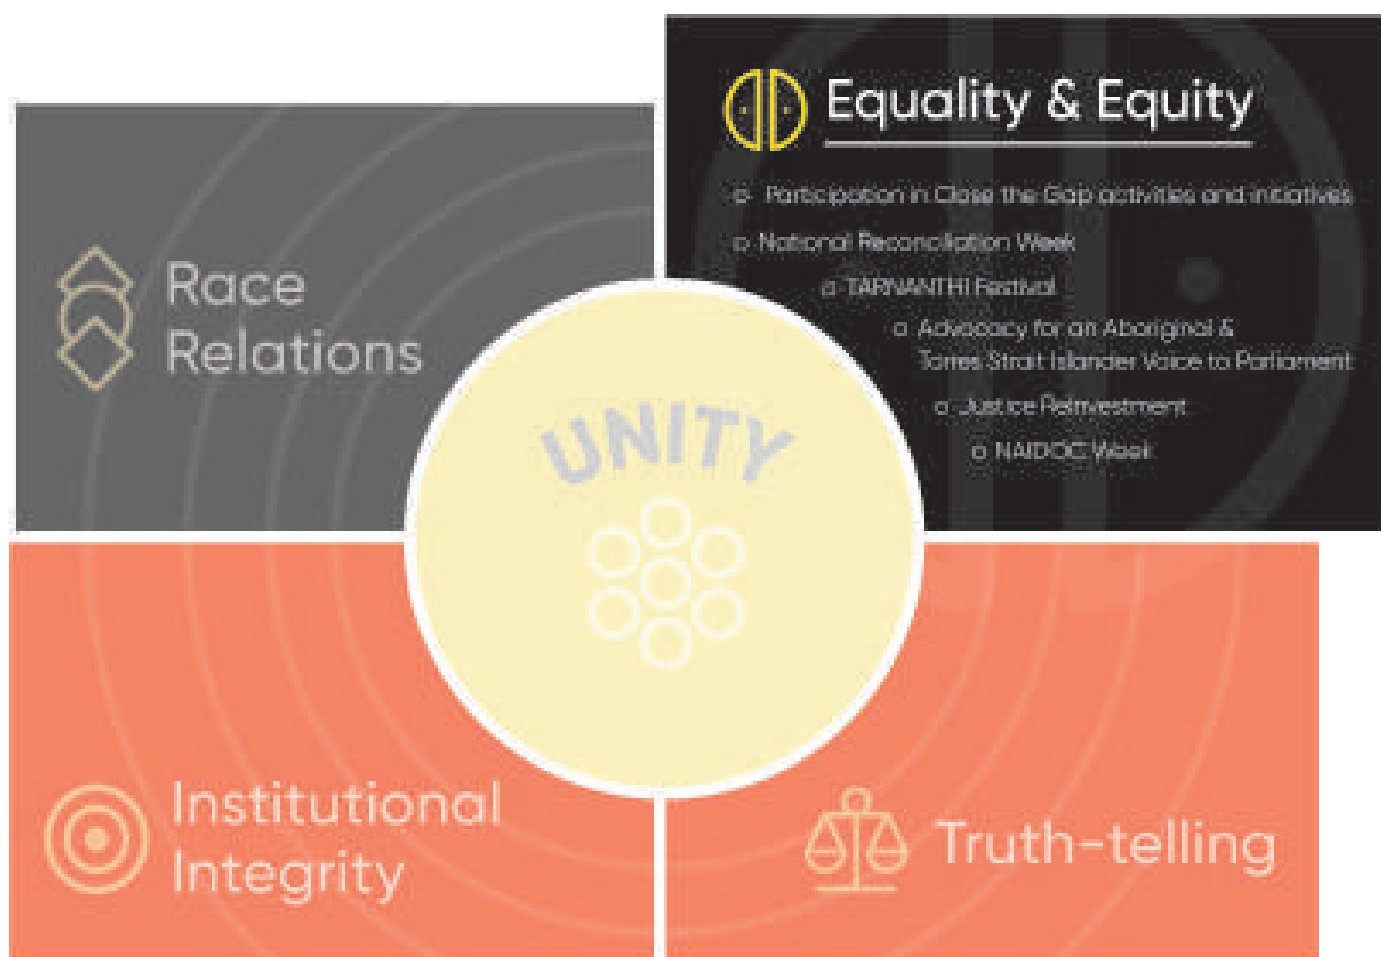 Equality & Equity
o Participation in Close the Gap activities and initiatives
o National Reconciliation Week
o TARNANTHI Festival
o Advocacy for an Aboriginal &
Torres Strait Islander Voice to Parliament
o Justice Reinvestment
o NAIDOC Week
Race
Relations
UNITY
Institutional
Integrity
Truth-telling